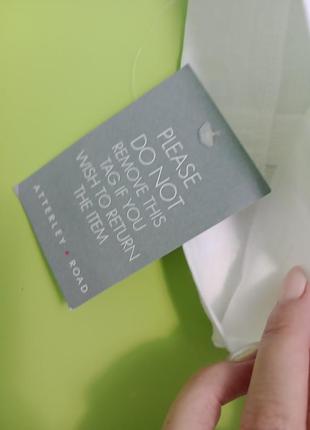 PLEASE
DO NOT
REMOVE THIS
TAG IF YOU
WISH TO RETURN
THE ITEM
ATTERLEY • ROAD